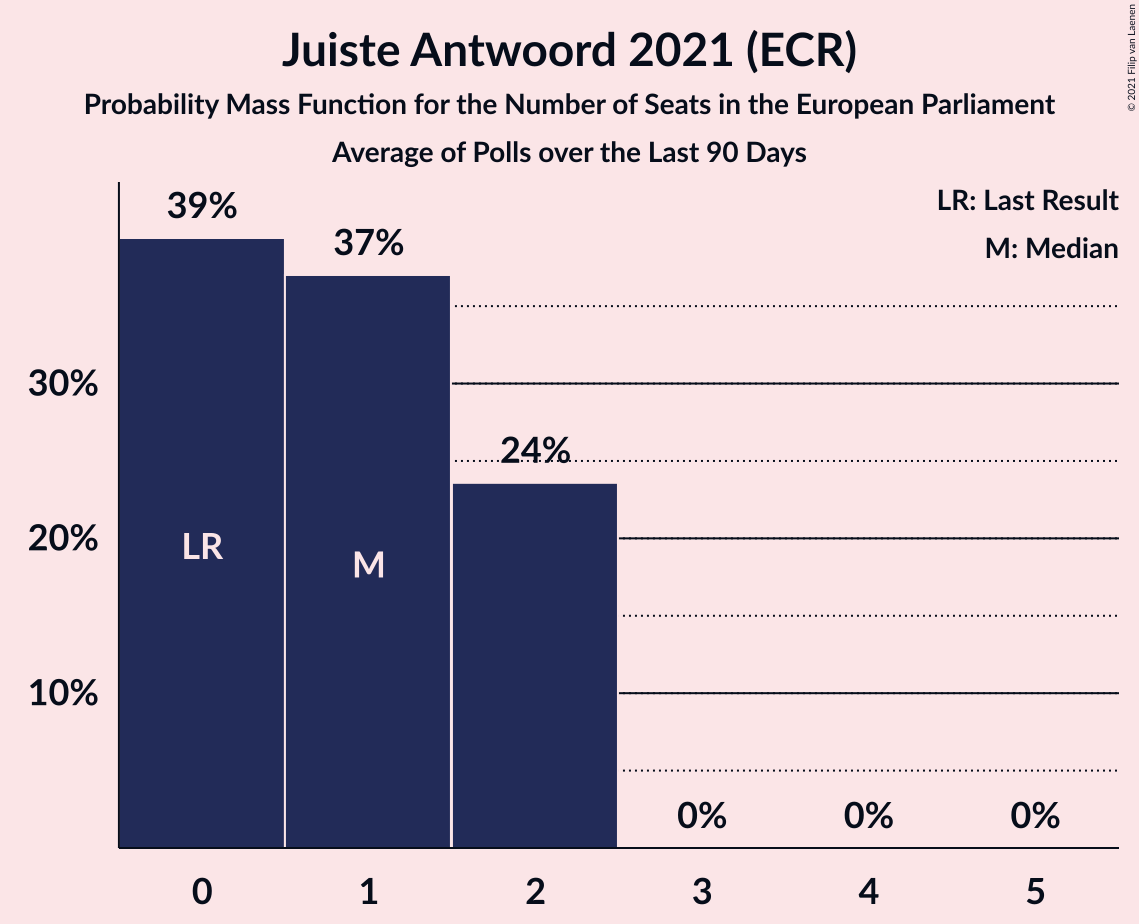 Juiste Antwoord 2021 (ECR)
Probability Mass Function for the Number of Seats in the European Parliament
Average of Polls over the Last 90 Days
© 2021 Filip van Laenen
LR: Last Result
M: Median
39%
37%
24%
0%
0%
0%
30%
20%
10%
LR
M
0
1
2
3
4
5